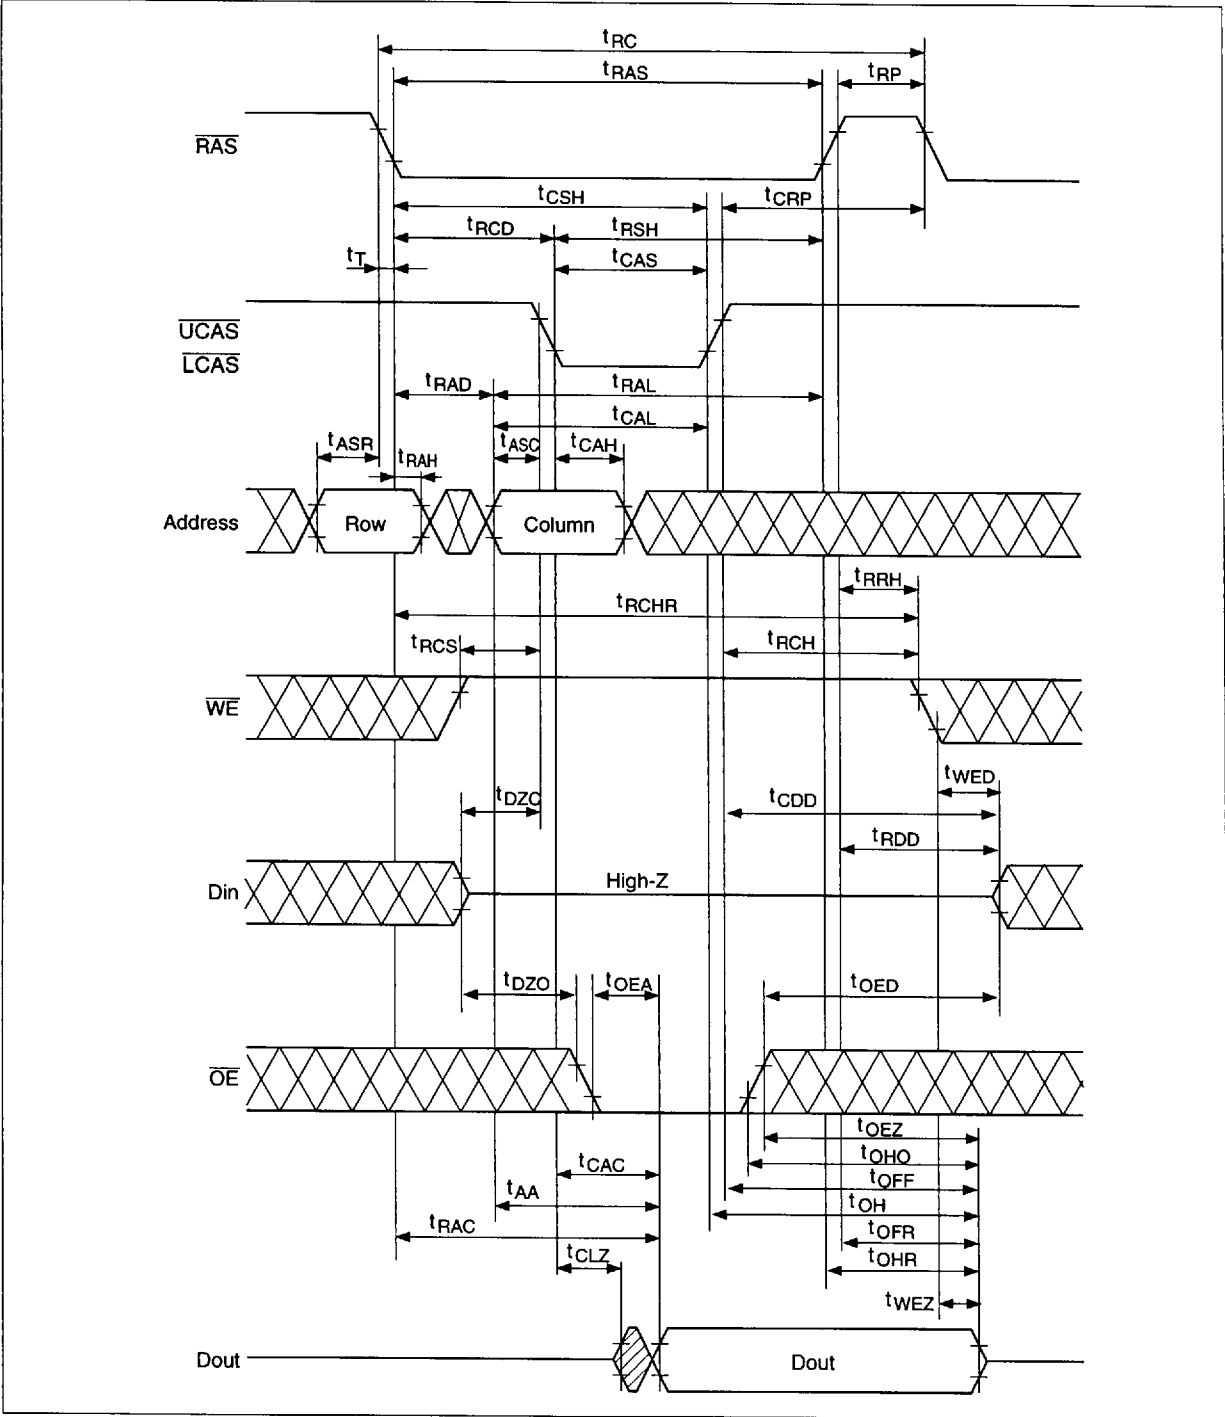 tRC
tRAS
tRP
RAS
tCSH
tCRP
tRCD
tRSH
tT
tCAS
UCAS
LCAS
tRAD
tRAL
tCAL
tASR
tASC
tCAH
tRAH
Address
Row
Column
tRRH
tRCHR
tRCS
tRCH
WE
tWED
tDZC
tCDD
tRDD
Din
High-Z
tDZO
tOEA
tOED
OE
tOEZ
tOHO
tCAC
tOFF
tAA
tOH
tRAC
tOFR
tCLZ
tOHR
tWEZ
Dout
Dout